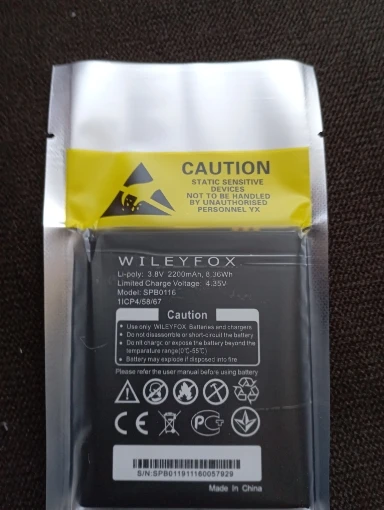 CAUTION
STATIC SENSITIVE
DEVICES
NOT TO BE HANDLED
BY UNAUTHORISED
PERSONNEL YX
WILEYFOX
Li-poly: 3.8V 2200mAh, 8.36Wh
Limited Charge Voltage: 4.35V
Model: SPB0116
1ICP4/58/67
Caution
Use only WILEYFOX Batteries and chargers
Do not disassemble or short-circuit the battery
Do not charge or expose the battery beyond the
temperature range(0℃-55℃)
Battery may explode if disposed into fire
Please refer the user manual before using battery
CE
S/N:SPB011911160057929
Made In China